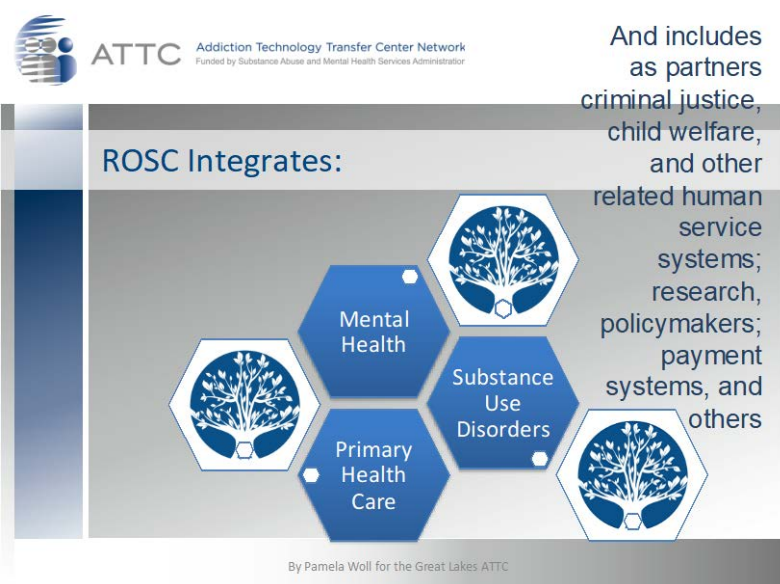 ATTC
Addiction Technology Transfer Center Network
Funded by Substance Abuse and Mental Health Services Administration
And includes
as partners
criminal justice,
child welfare,
and other
related human
service
systems;
research,
policymakers;
payment
systems, and
others
ROSC Integrates:
Mental
Health
Substance
Use
Disorders
Primary
Health
Care
By Pamela Woll for the Great Lakes ATTC